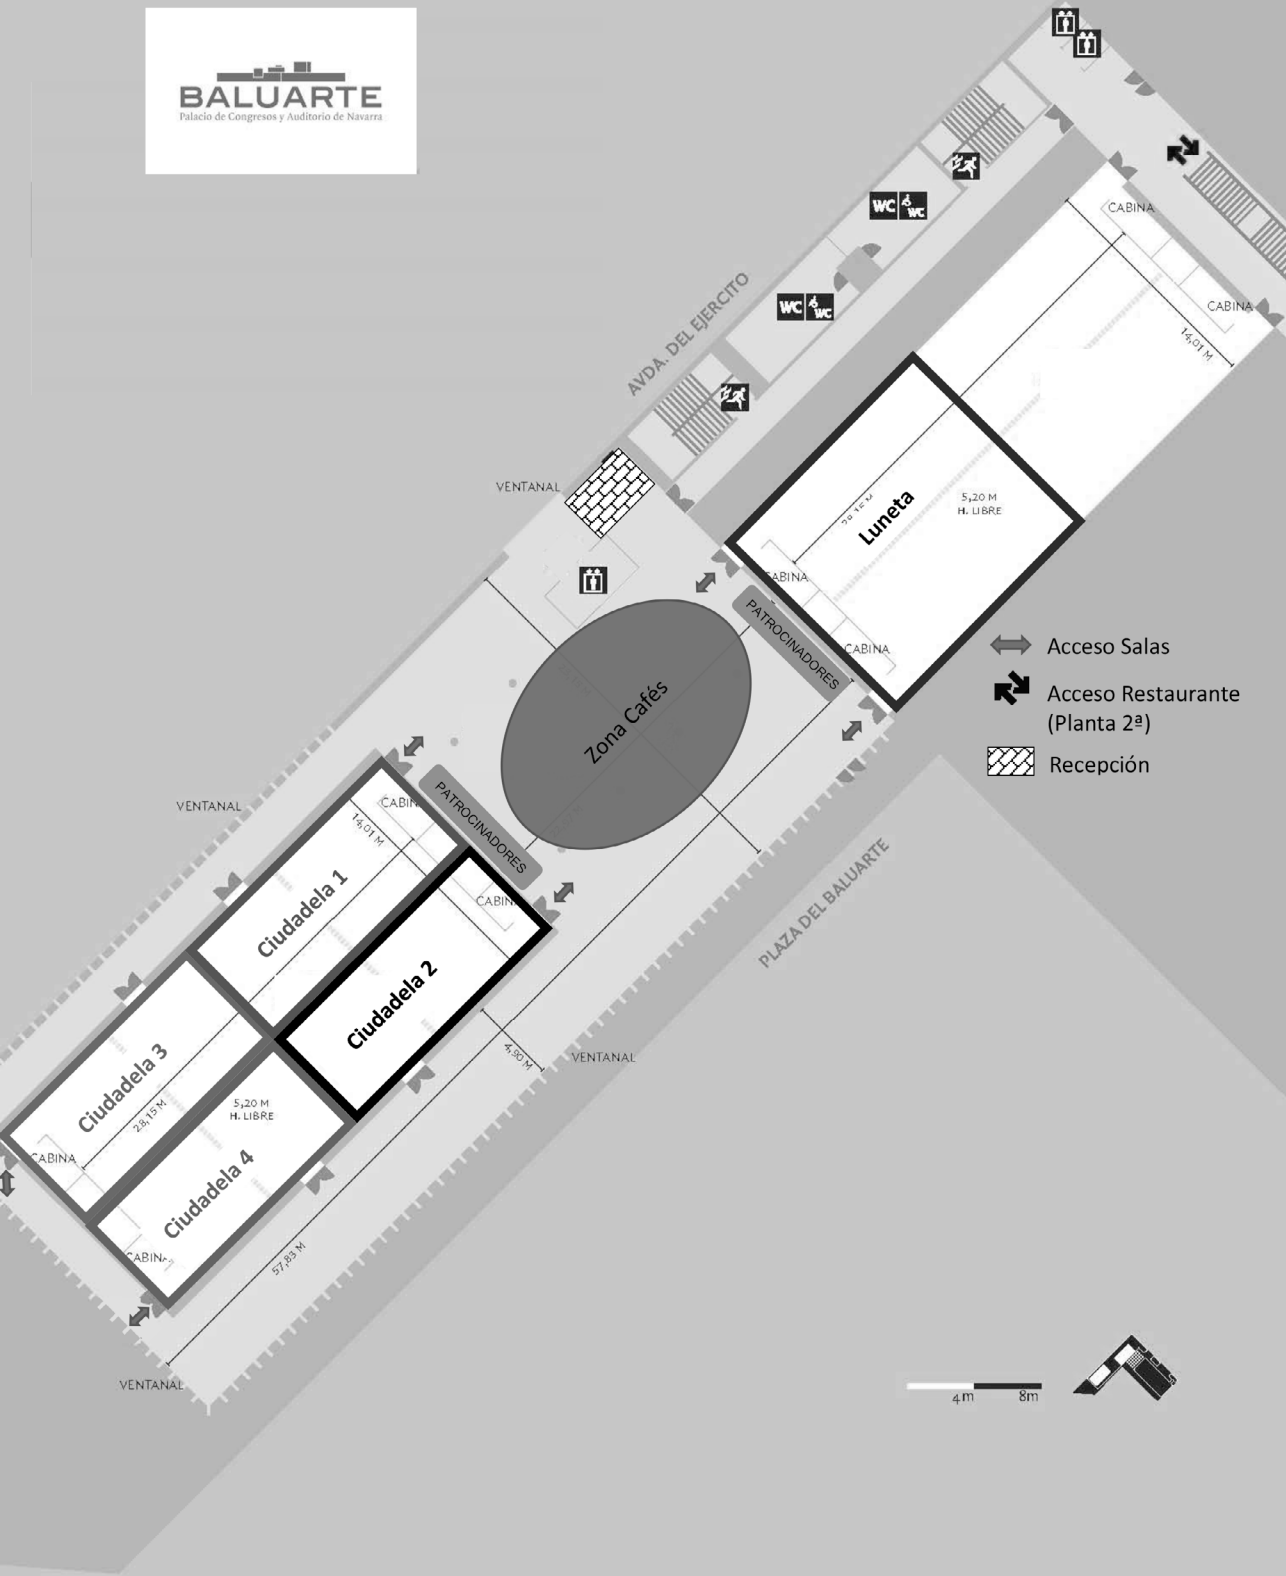 BALUARTE
Palacio de Congresos y Auditorio de Navarra
CABINA
WC
WC
CABINA
AVDA. DEL EJERCITO
WC
WC
14,01 M
VENTANAL
Luneta
5,20 M
H. LIBRE
CABINA
PATROCINADORES
CABINA
Acceso Salas
Acceso Restaurante
(Planta 2ª)
Recepción
Zona Cafés
VENTANAL
CABIN
PATROCINADORES
14,01 M
Ciudadela 1
CABIN
PLAZA DEL BALUARTE
Ciudadela 2
4,90 M
VENTANAL
Ciudadela 3
28,15 M
5,20 M
H. LIBRE
CABINA
Ciudadela 4
CABINA
57,83 M
VENTANAL
4m
8m